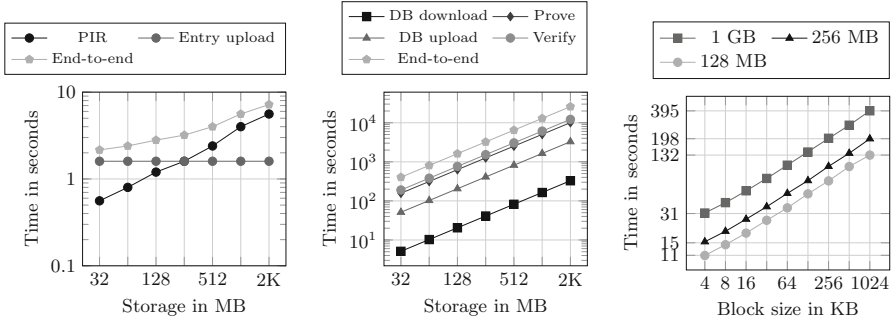 PIR Entry upload
End-to-end
10
1
0.1
Time in seconds
32 128 512 2K
Storage in MB
DB download Prove
DB upload Verify
End-to-end
10^4
10^3
10^2
10^1
Time in seconds
32 128 512 2K
Storage in MB
1 GB 256 MB
128 MB
395
198
132
31
15
11
Time in seconds
4 8 16 64 256 1024
Block size in KB